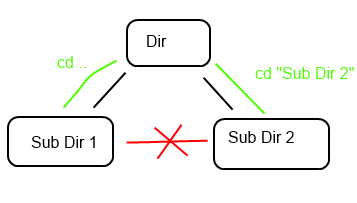 Dir
cd ..
cd "Sub Dir 2"
Sub Dir 1
Sub Dir 2